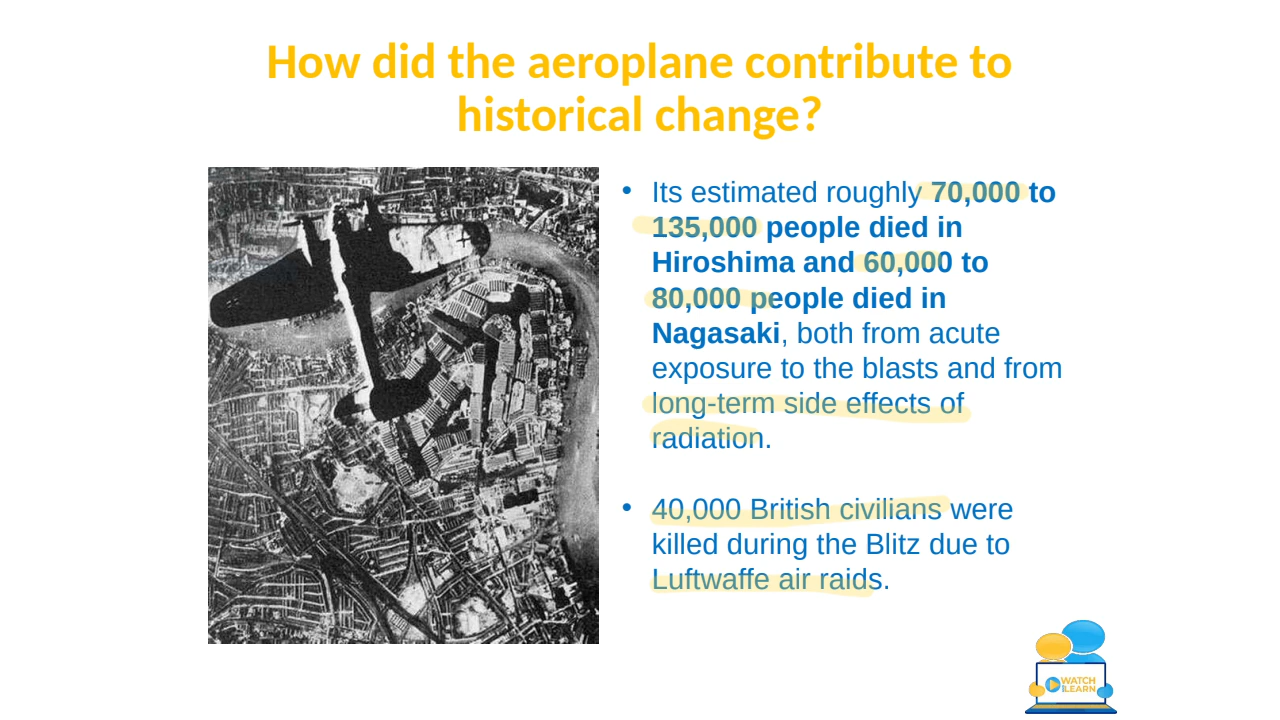 How did the aeroplane contribute to
historical change?
• Its estimated roughly 70,000 to
135,000 people died in
Hiroshima and 60,000 to
80,000 people died in
Nagasaki, both from acute
exposure to the blasts and from
long-term side effects of
radiation.
• 40,000 British civilians were
killed during the Blitz due to
Luftwaffe air raids.
WATCH
AND LEARN